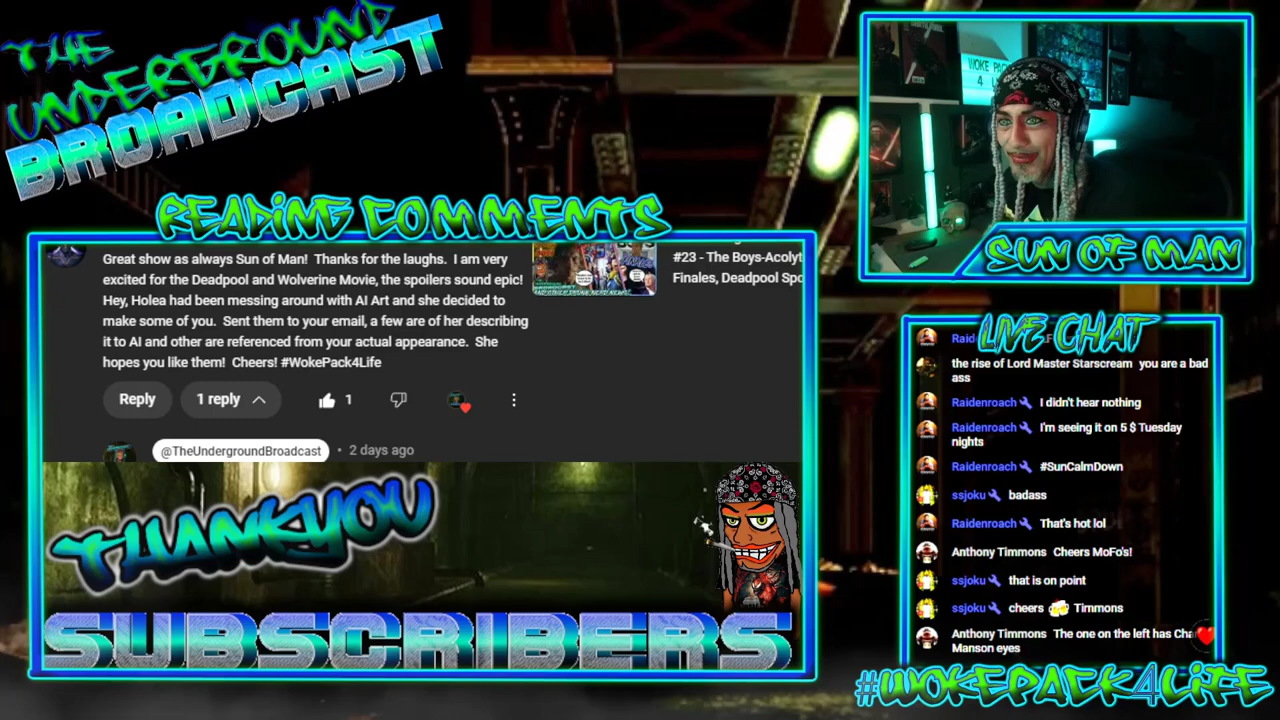 THE
UNDERGROUND
BROADCAST
WOKE PAC
4 L
READING COMMENTS
Great show as always Sun of Man! Thanks for the laughs. I am very
excited for the Deadpool and Wolverine Movie, the spoilers sound epic!
Hey, Holea had been messing around with AI Art and she decided to
make some of you. Sent them to your email, a few are of her describing
it to AI and other are referenced from your actual appearance. She
hopes you like them! Cheers! #WokePack4Life
Reply
1 reply
1
@TheUndergroundBroadcast • 2 days ago
#23 - The Boys-Acolyt
Finales, Deadpool Spo
THANKYOU
SUBSCRIBERS
SUN OF MAN
LIVE CHAT
Raid
the rise of Lord Master Starscream you are a bad
ass
Raidenroach I didn't hear nothing
Raidenroach I'm seeing it on 5 $ Tuesday
nights
Raidenroach #SunCalmDown
ssjoku badass
Raidenroach That's hot lol
Anthony Timmons Cheers MoFo's!
ssjoku that is on point
ssjoku cheers 🍻 Timmons
Anthony Timmons The one on the left has Cha
Manson eyes
#WOKEPACK4LIFE